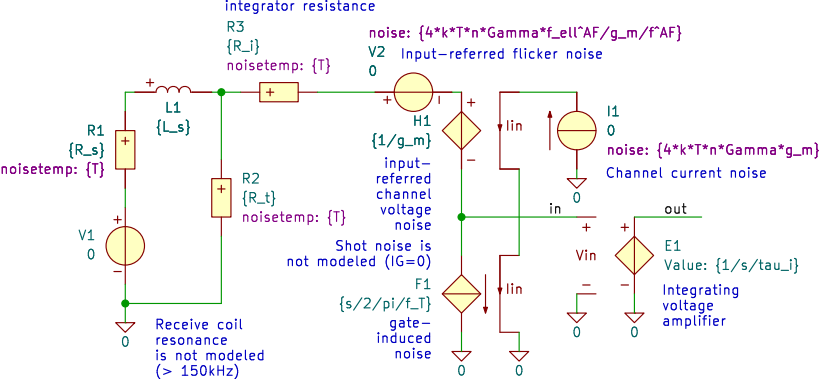 integrator resistance
R3
{R_i}
noisetemp: {T}
noise: {4*k*T*n*Gamma*f_ell^AF/g_m/f^AF}
V2
0
Input-referred flicker noise
+
L1
{L_s}
+
+
−
H1
{1/g_m}
+
−
input-
referred
channel
voltage
noise
Iin
I1
0
noise: {4*k*T*n*Gamma*g_m}
Channel current noise
0
R1
{R_s}
noisetemp: {T}
+
R2
{R_t}
noisetemp: {T}
+
V1
0
+
−
in
out
+
Vin
−
+
−
E1
Value: {1/s/tau_i}
Integrating
voltage
amplifier
Shot noise is
not modeled (IG=0)
F1
{s/2/pi/f_T}
gate-
induced
noise
Iin
0
Receive coil
resonance
is not modeled
(> 150kHz)
0
0
0
0